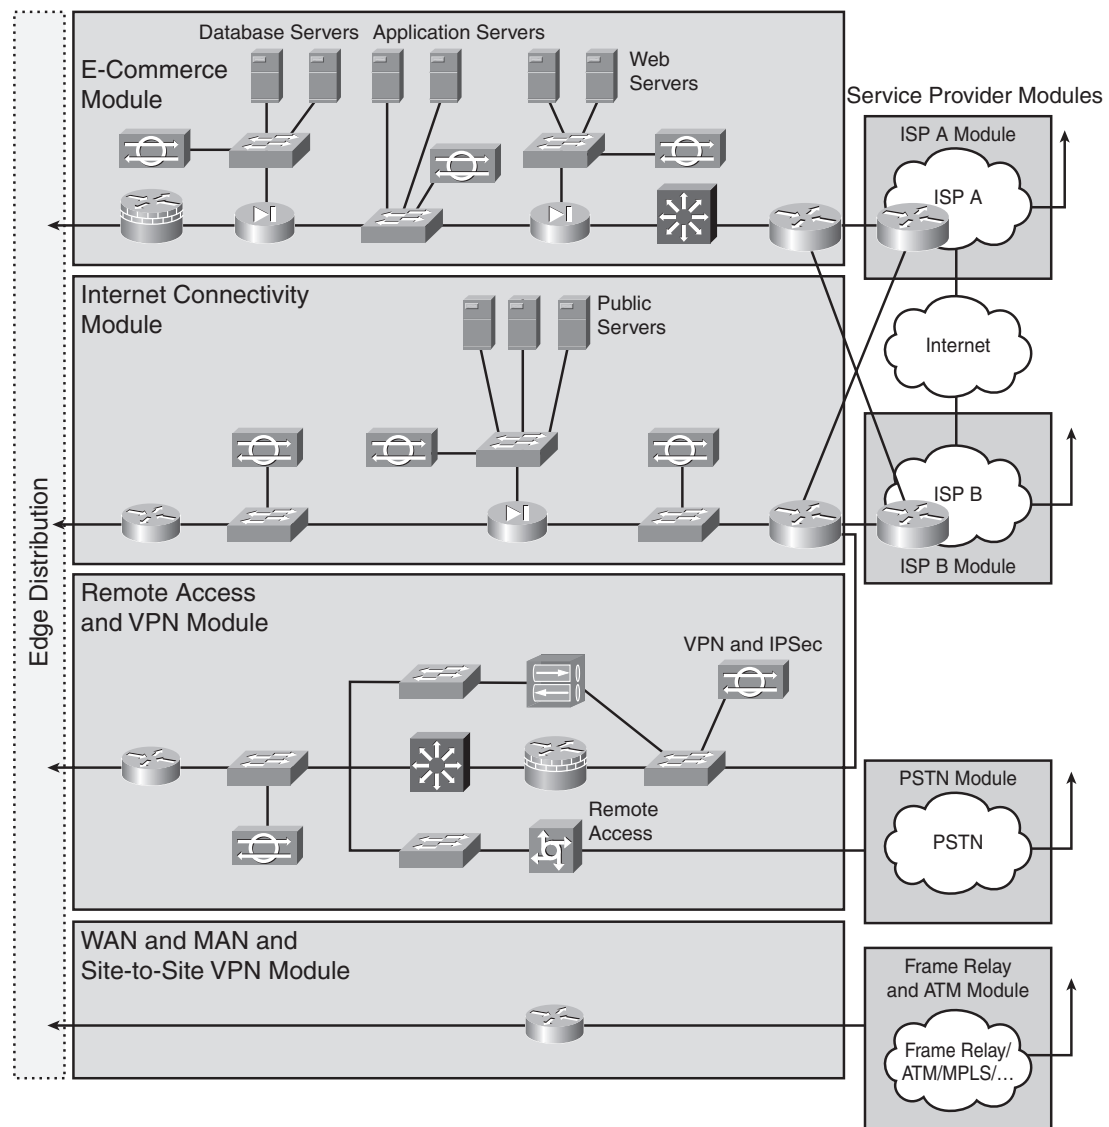 Database Servers
Application Servers
E-Commerce
Module
Web
Servers
Service Provider Modules
ISP A Module
ISP A
Internet Connectivity
Module
Public
Servers
Internet
ISP B
ISP B Module
Edge Distribution
Remote Access
and VPN Module
VPN and IPSec
Remote
Access
PSTN Module
PSTN
WAN and MAN and
Site-to-Site VPN Module
Frame Relay
and ATM Module
Frame Relay/
ATM/MPLS/...